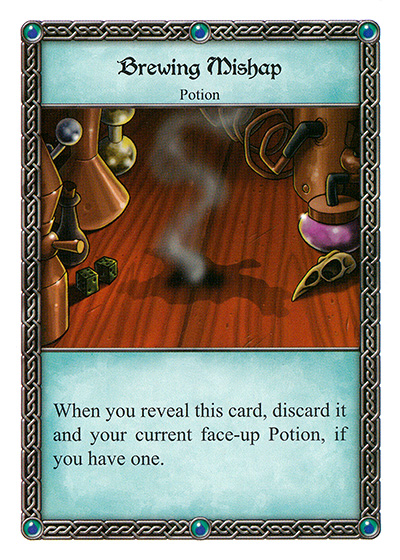 Brewing Mishap
Potion
When you reveal this card, discard it
and your current face-up Potion, if
you have one.